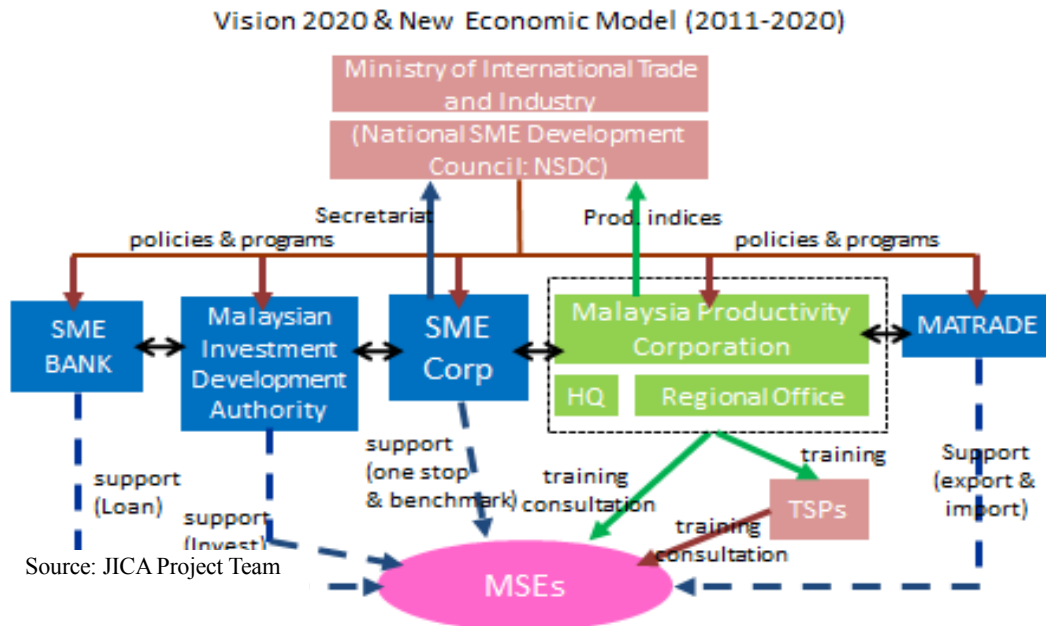 Vision 2020 & New Economic Model (2011-2020)
Ministry of International Trade
and Industry
(National SME Development
Council: NSDC)
Secretariat
Prod. indices
policies & programs
policies & programs
SME
BANK
Malaysian
Investment
Development
Authority
SME
Corp
Malaysia Productivity
Corporation
HQ
Regional Office
MATRADE
support
(Loan)
support
(Invest)
support
(one stop
& benchmark)
training
consultation
training
TSPs
training
consultation
Support
(export &
import)
Source: JICA Project Team
MSEs